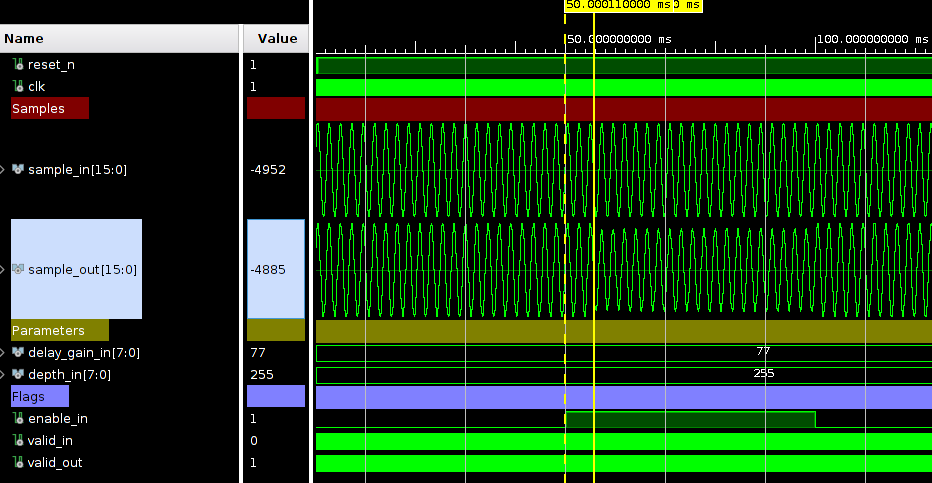 50.000110000 ms
0 ms
Name
Value
50.000000000 ms
100.000000000 ms
reset_n
1
clk
1
Samples
sample_in[15:0]
-4952
sample_out[15:0]
-4885
Parameters
delay_gain_in[7:0]
77
77
depth_in[7:0]
255
255
Flags
enable_in
1
valid_in
0
valid_out
1